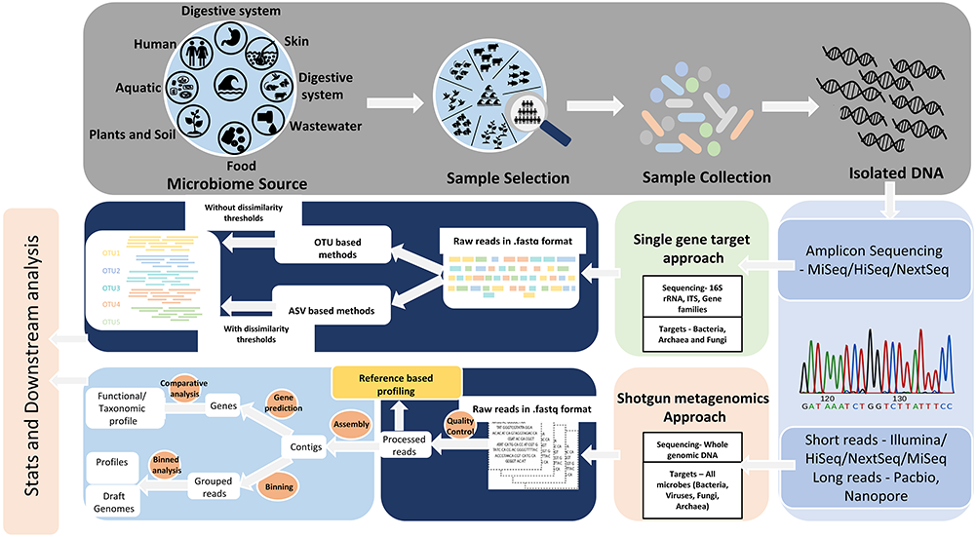 Digestive system
Human
Skin
Aquatic
Digestive
system
Plants and Soil
Wastewater
Food
Microbiome Source
Sample Selection
Sample Collection
Isolated DNA
Stats and Downstream analysis
Without dissimilarity
thresholds
OTU based
methods
Raw reads in .fastq format
OTU1
OTU2
OTU3
OTU4
OTU5
ASV based methods
With dissimilarity
thresholds
Single gene target
approach
Sequencing- 16S
rRNA, ITS, Gene
families
Targets - Bacteria,
Archaea and Fungi
Amplicon Sequencing
- MiSeq/HiSeq/NextSeq
120
130
GATAAATCTGGTCTTATTTCC
Functional/
Taxonomic
profile
Comparative
analysis
Genes
Gene
prediction
Reference based
profiling
Assembly
Contigs
Processed
reads
Quality
Control
Raw reads in .fastq format
Profiles
Binned
analysis
Draft
Genomes
Grouped
reads
Binning
Shotgun metagenomics
Approach
Sequencing- Whole
genomic DNA
Targets – All
microbes (Bacteria,
Viruses, Fungi,
Archaea)
Short reads - Illumina/
HiSeq/NextSeq/MiSeq
Long reads - Pacbio,
Nanopore